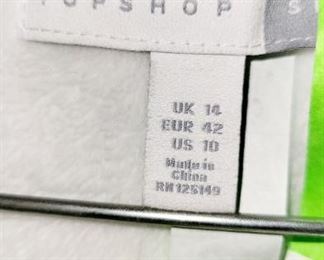 TOPSHOP
S
UK 14
EUR 42
US 10
Made in
China
RN 125149